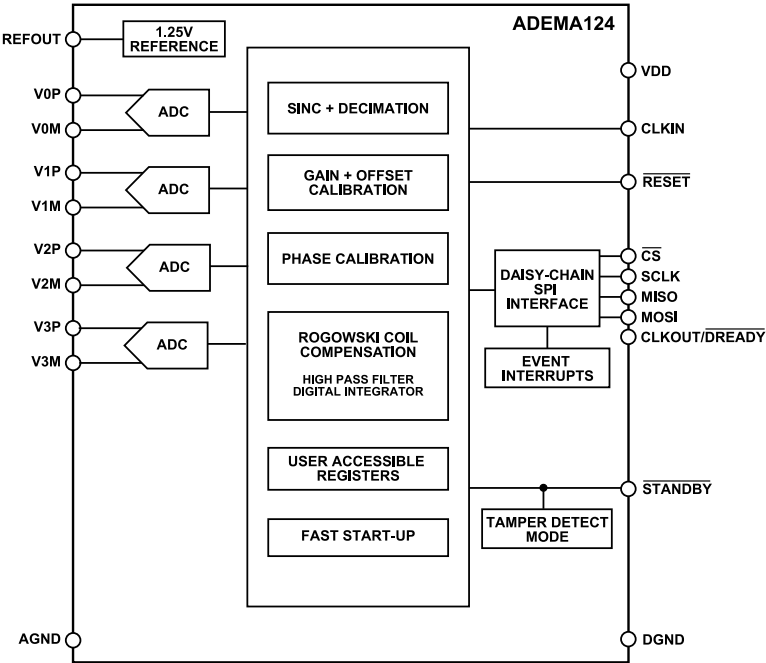 ADEMA124
REFOUT
1.25V
REFERENCE
VDD
V0P
V0M
ADC
SINC + DECIMATION
CLKIN
V1P
V1M
ADC
GAIN + OFFSET
CALIBRATION
RESET
V2P
V2M
ADC
PHASE CALIBRATION
DAISY-CHAIN
SPI
INTERFACE
CS
SCLK
MISO
MOSI
CLKOUT/DREADY
V3P
V3M
ADC
ROGOWSKI COIL
COMPENSATION
HIGH PASS FILTER
DIGITAL INTEGRATOR
EVENT
INTERRUPTS
USER ACCESSIBLE
REGISTERS
STANDBY
TAMPER DETECT
MODE
FAST START-UP
AGND
DGND